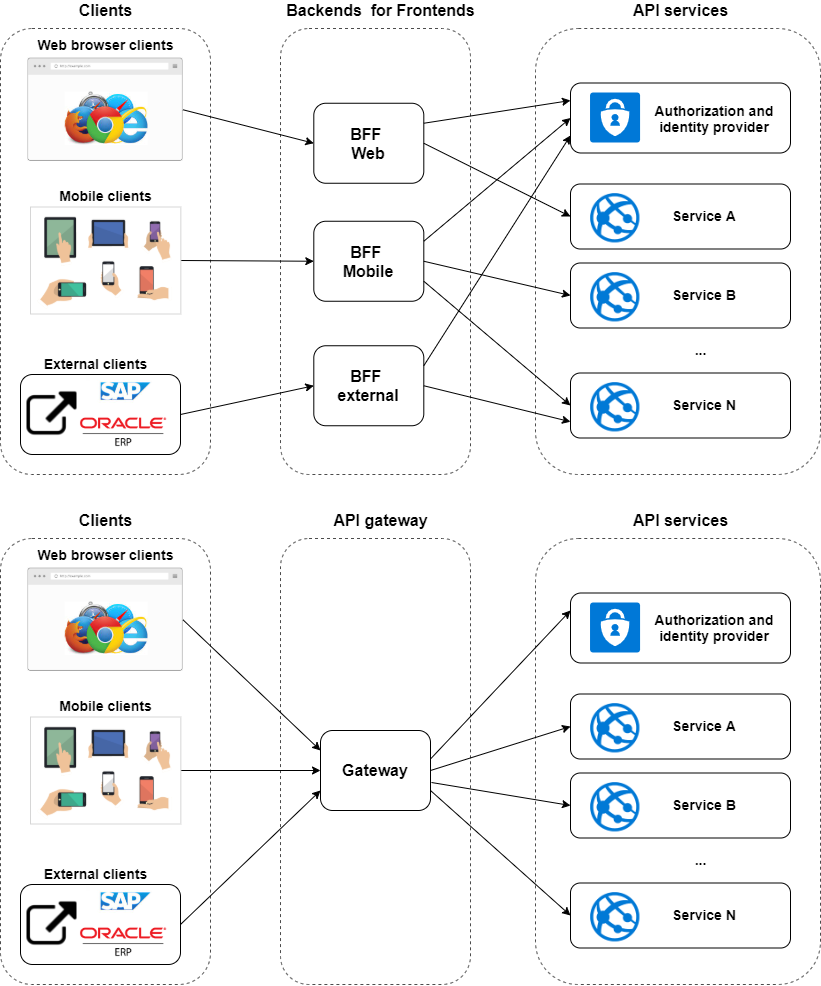 Clients
Backends for Frontends
API services
Web browser clients
BFF
Web
Authorization and
identity provider
Mobile clients
BFF
Mobile
Service A
Service B
...
External clients
SAP
ORACLE
ERP
BFF
external
Service N
Clients
API gateway
API services
Web browser clients
Authorization and
identity provider
Mobile clients
Gateway
Service A
Service B
...
External clients
SAP
ORACLE
ERP
Service N